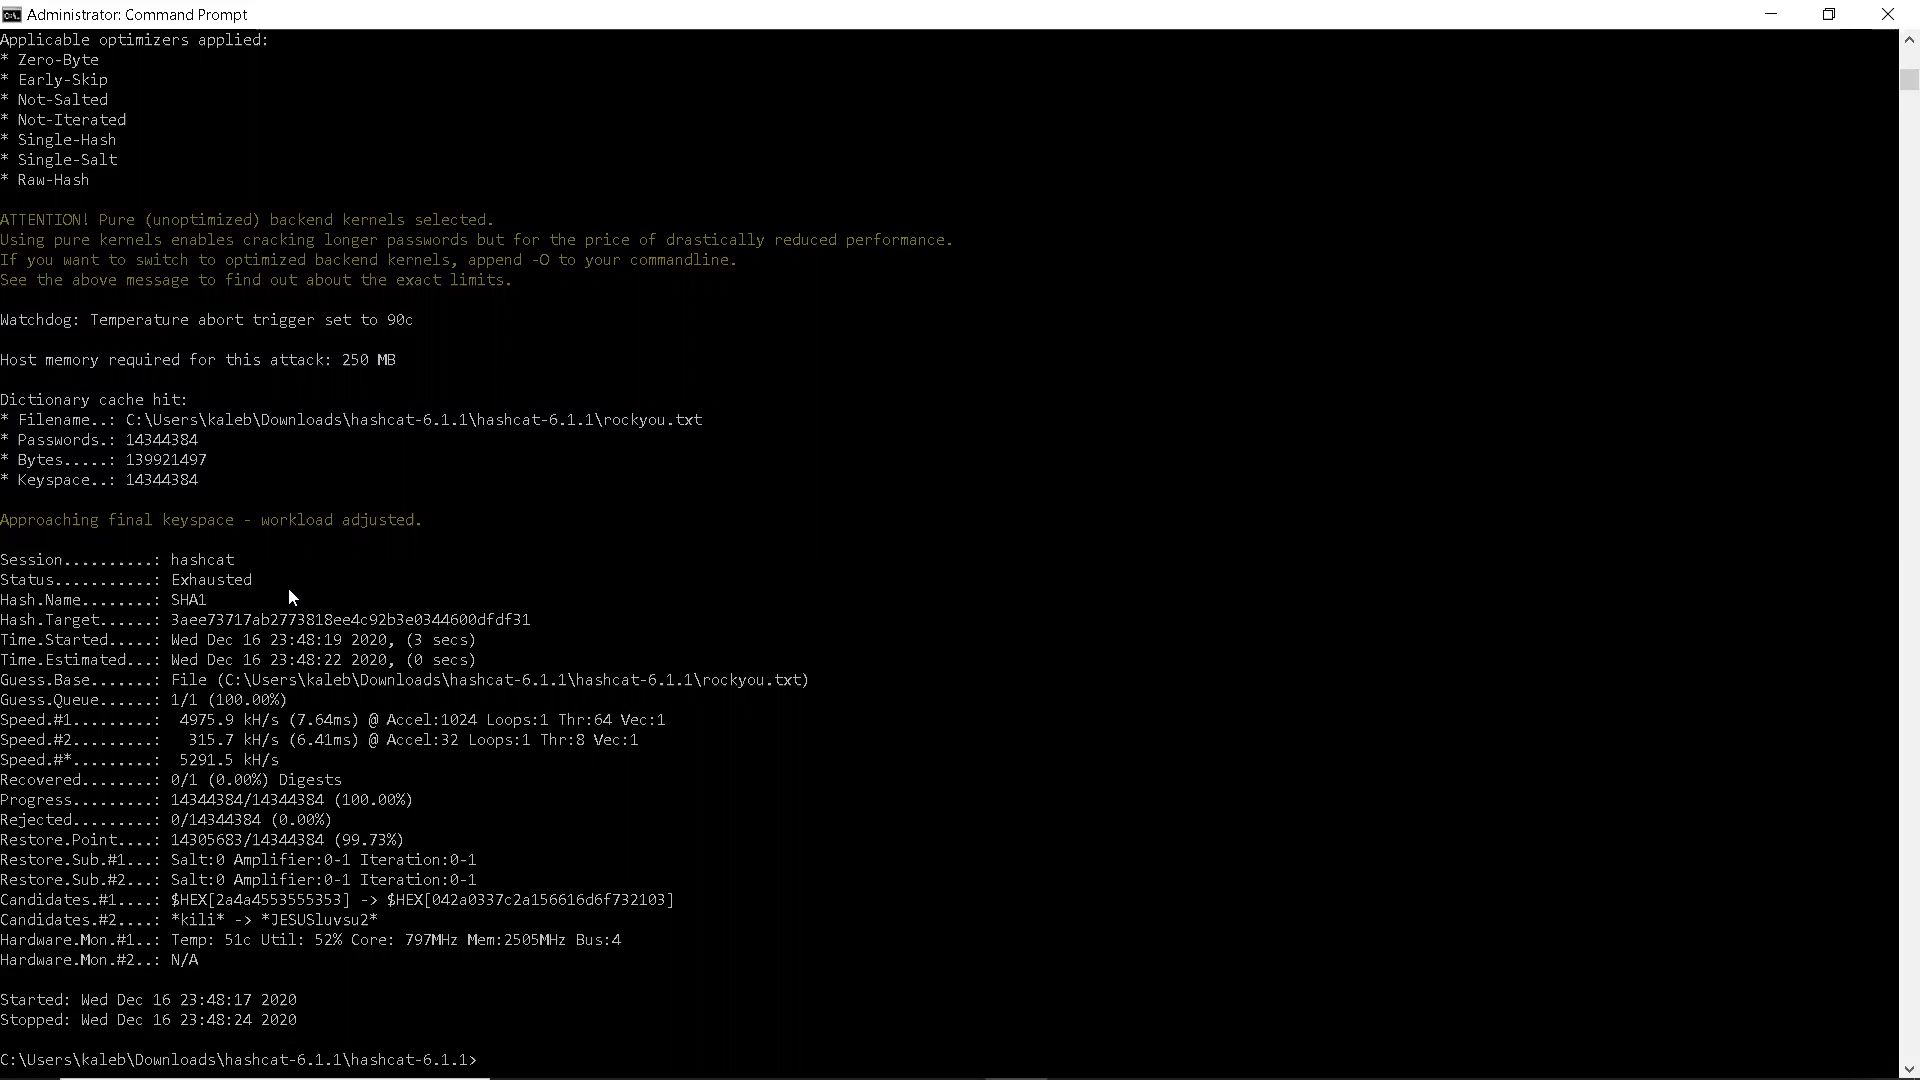 Administrator: Command Prompt
Applicable optimizers applied:
* Zero-Byte
* Early-Skip
* Not-Salted
* Not-Iterated
* Single-Hash
* Single-Salt
* Raw-Hash
ATTENTION! Pure (unoptimized) backend kernels selected.
Using pure kernels enables cracking longer passwords but for the price of drastically reduced performance.
If you want to switch to optimized backend kernels, append -O to your commandline.
See the above message to find out about the exact limits.
Watchdog: Temperature abort trigger set to 90c
Host memory required for this attack: 250 MB
Dictionary cache hit:
* Filename..: C:\Users\kaleb\Downloads\hashcat-6.1.1\hashcat-6.1.1\rockyou.txt
* Passwords.: 14344384
* Bytes.....: 139921497
* Keyspace..: 14344384
Approaching final keyspace - workload adjusted.
Session..........: hashcat
Status...........: Exhausted
Hash.Name........: SHA1
Hash.Target......: 3aee73717ab2773818ee4c92b3e0344600dfdf31
Time.Started.....: Wed Dec 16 23:48:19 2020, (3 secs)
Time.Estimated...: Wed Dec 16 23:48:22 2020, (0 secs)
Guess.Base.......: File (C:\Users\kaleb\Downloads\hashcat-6.1.1\hashcat-6.1.1\rockyou.txt)
Guess.Queue......: 1/1 (100.00%)
Speed.#1.........:  4975.9 kH/s (7.64ms) @ Accel:1024 Loops:1 Thr:64 Vec:1
Speed.#2.........:   315.7 kH/s (6.41ms) @ Accel:32 Loops:1 Thr:8 Vec:1
Speed.#*.........:  5291.5 kH/s
Recovered........: 0/1 (0.00%) Digests
Progress.........: 14344384/14344384 (100.00%)
Rejected.........: 0/14344384 (0.00%)
Restore.Point....: 14305683/14344384 (99.73%)
Restore.Sub.#1...: Salt:0 Amplifier:0-1 Iteration:0-1
Restore.Sub.#2...: Salt:0 Amplifier:0-1 Iteration:0-1
Candidates.#1....: $HEX[2a4a4553555353] -> $HEX[042a0337c2a156616d6f732103]
Candidates.#2....: *kili* -> *JESUSluvsu2*
Hardware.Mon.#1..: Temp: 51c Util: 52% Core: 797MHz Mem:2505MHz Bus:4
Hardware.Mon.#2..: N/A
Started: Wed Dec 16 23:48:17 2020
Stopped: Wed Dec 16 23:48:24 2020
C:\Users\kaleb\Downloads\hashcat-6.1.1\hashcat-6.1.1>